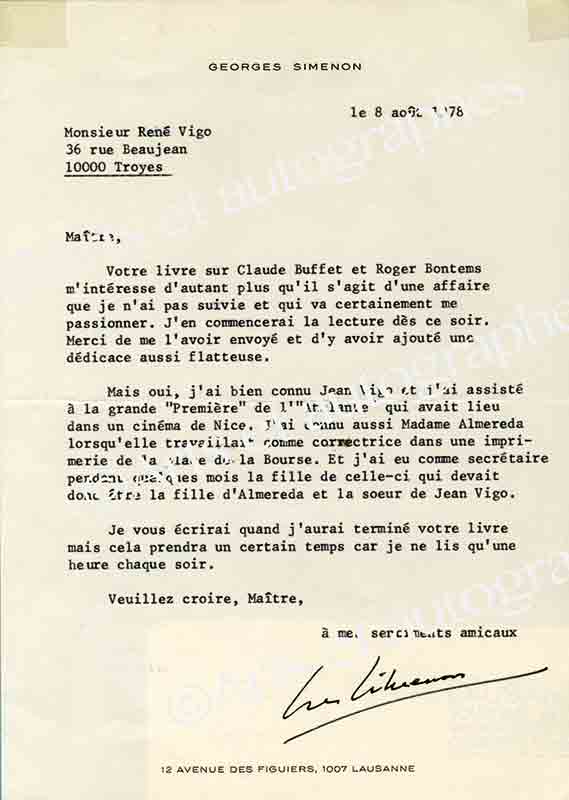 GEORGES SIMENON
le 8 août 1978
Monsieur René Vigo
36 rue Beaujean
10000 Troyes
Maître,
Votre livre sur Claude Buffet et Roger Bontems
m'intéresse d'autant plus qu'il s'agit d'une affaire
que je n'ai pas suivie et qui va certainement me
passionner. J'en commencerai la lecture dès ce soir.
Merci de me l'avoir envoyé et d'y avoir ajouté une
dédicace aussi flatteuse.
Mais oui, j'ai bien connu Jean Vigo et j'ai assisté
à la grande "Première" de l'"Atalante" qui avait lieu
dans un cinéma de Nice. J'ai connu aussi Madame Almereda
lorsqu'elle travaillait comme correctrice dans une impri-
merie de la place de la Bourse. Et j'ai eu comme secrétaire
pendant quelques mois la fille de celle-ci qui devait
donc être la fille d'Almereda et la soeur de Jean Vigo.
Je vous écrirai quand j'aurai terminé votre livre
mais cela prendra un certain temps car je ne lis qu'une
heure chaque soir.
Veuillez croire, Maître,
à mes sentiments amicaux
Georges Simenon
12 AVENUE DES FIGUIERS, 1007 LAUSANNE